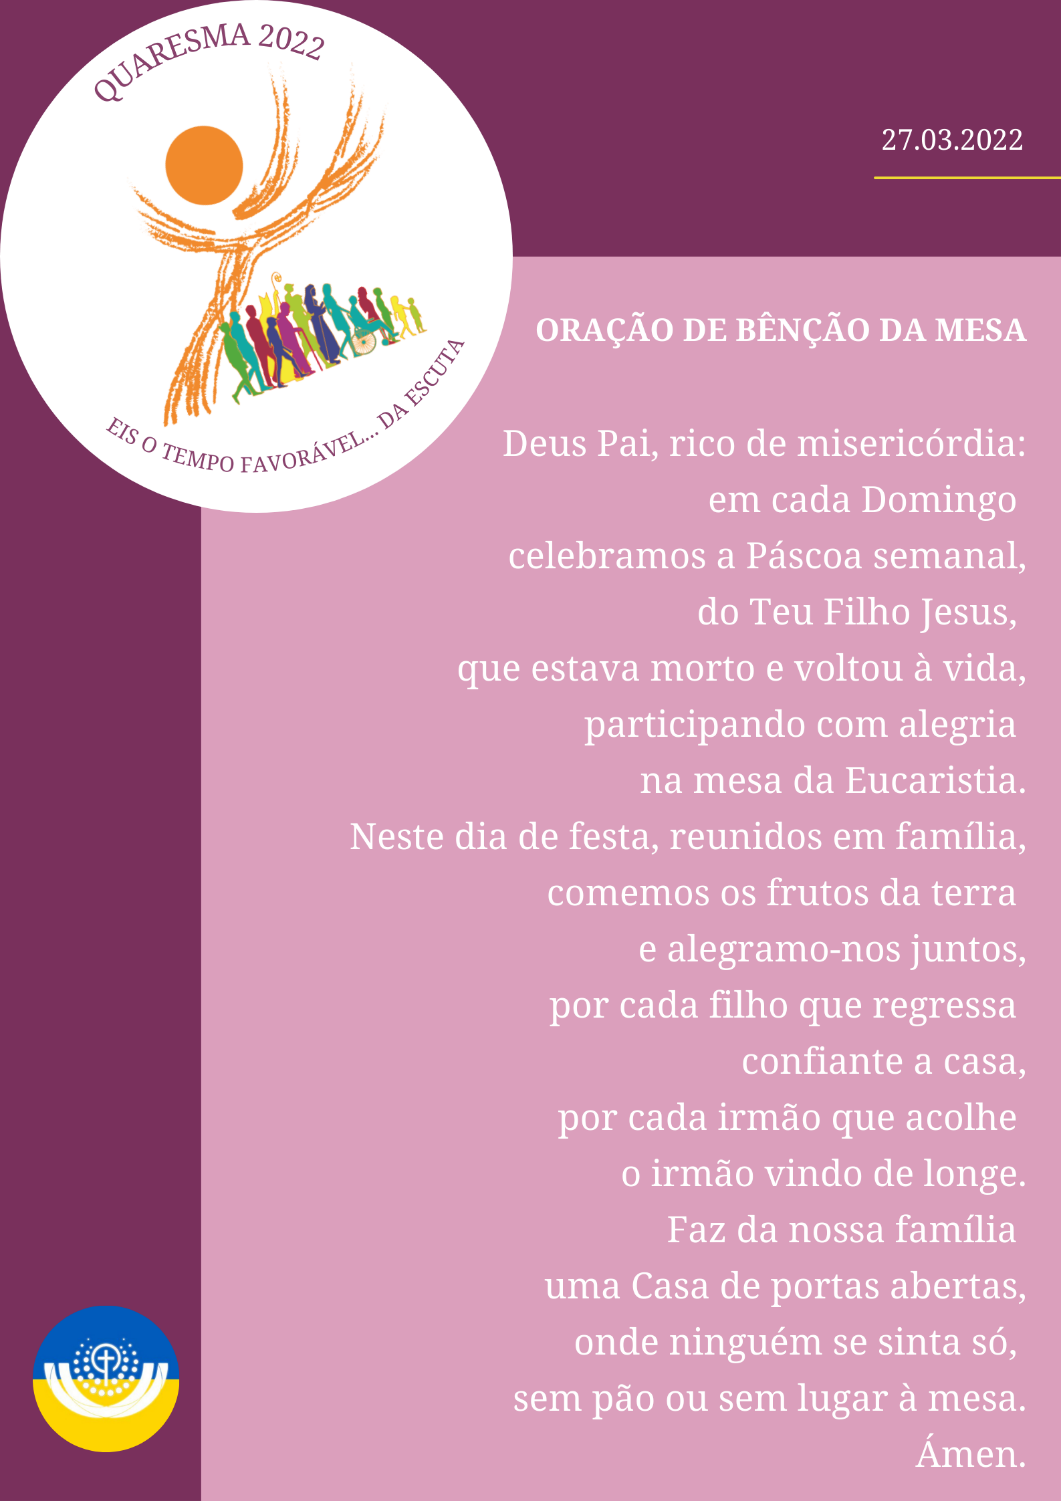 QUARESMA 2022
EIS O TEMPO FAVORÁVEL... DA ESCUTA
27.03.2022
ORAÇÃO DE BÊNÇÃO DA MESA
Deus Pai, rico de misericórdia:
em cada Domingo
celebramos a Páscoa semanal,
do Teu Filho Jesus,
que estava morto e voltou à vida,
participando com alegria
na mesa da Eucaristia.
Neste dia de festa, reunidos em família,
comemos os frutos da terra
e alegramo-nos juntos,
por cada filho que regressa
confiante a casa,
por cada irmão que acolhe
o irmão vindo de longe.
Faz da nossa família
uma Casa de portas abertas,
onde ninguém se sinta só,
sem pão ou sem lugar à mesa.
Ámen.